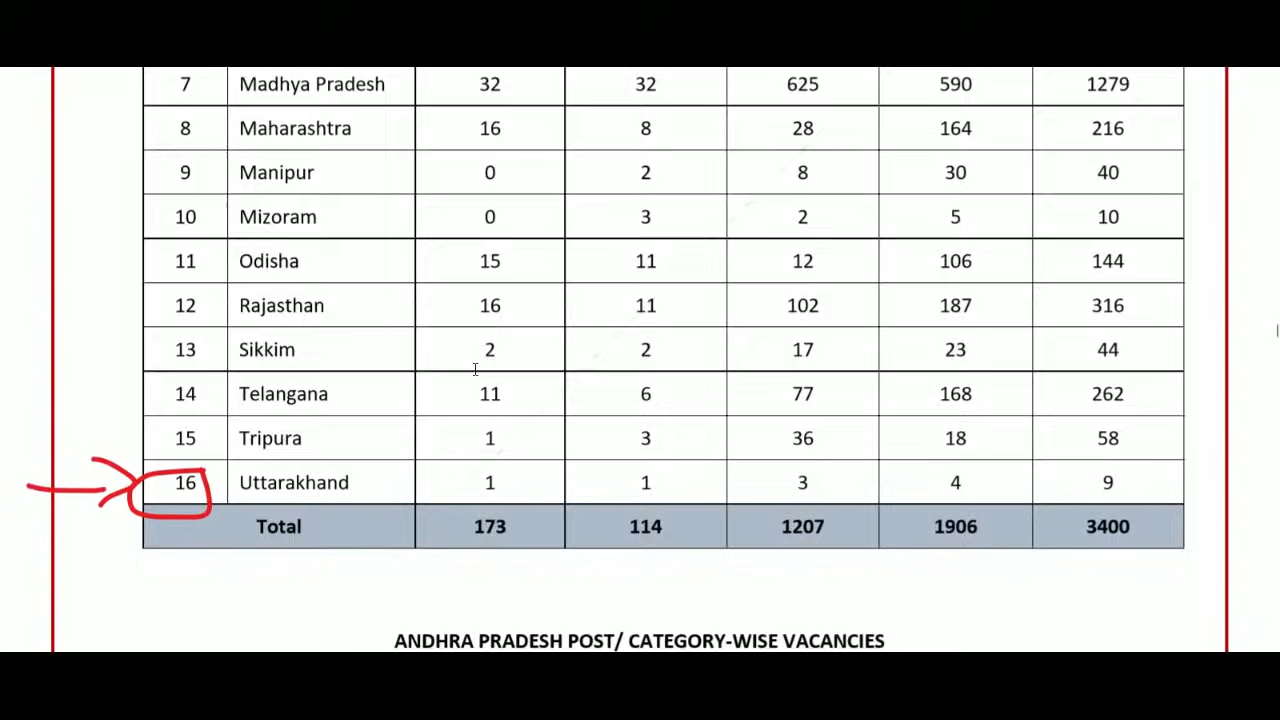 7 Madhya Pradesh 32 32 625 590 1279
8 Maharashtra 16 8 28 164 216
9 Manipur 0 2 8 30 40
10 Mizoram 0 3 2 5 10
11 Odisha 15 11 12 106 144
12 Rajasthan 16 11 102 187 316
13 Sikkim 2 2 17 23 44
14 Telangana 11 6 77 168 262
15 Tripura 1 3 36 18 58
16 Uttarakhand 1 1 3 4 9
Total 173 114 1207 1906 3400
ANDHRA PRADESH POST/ CATEGORY-WISE VACANCIES